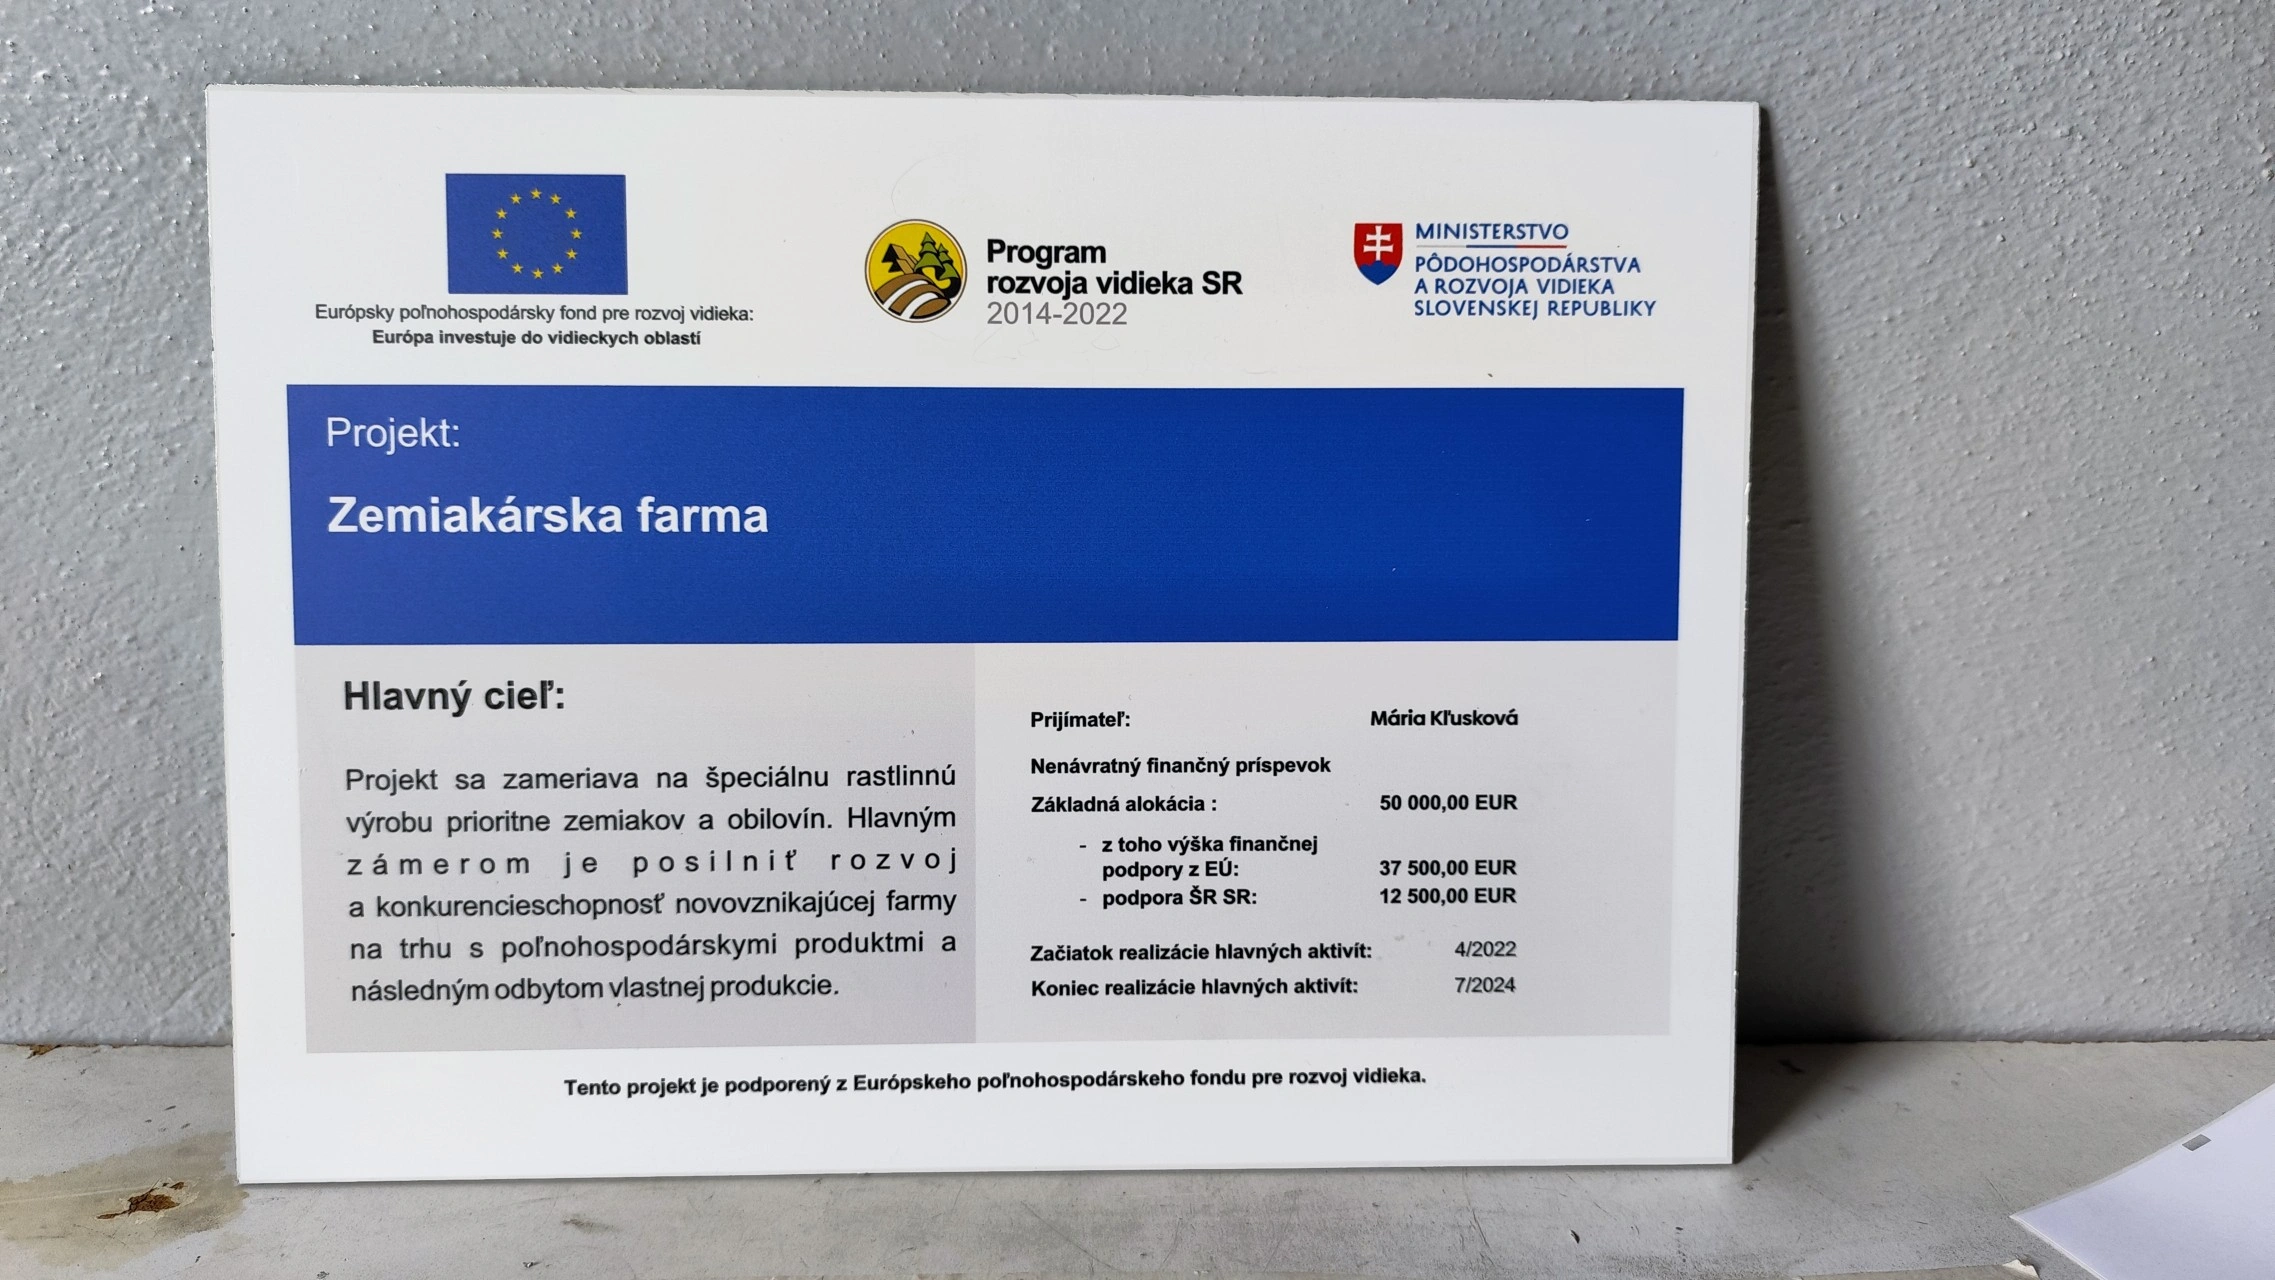 Európsky poľnohospodársky fond pre rozvoj vidieka:
Európa investuje do vidieckych oblastí
Program
rozvoja vidieka SR
2014-2022
MINISTERSTVO
PÔDOHOSPODÁRSTVA
A ROZVOJA VIDIEKA
SLOVENSKEJ REPUBLIKY
Projekt:
Zemiakárska farma
Hlavný cieľ:
Projekt sa zameriava na špeciálnu rastlinnú
výrobu prioritne zemiakov a obilovín. Hlavným
zámerom je posilniť rozvoj
a konkurencieschopnosť novovznikajúcej farmy
na trhu s poľnohospodárskymi produktmi a
následným odbytom vlastnej produkcie.
Prijímateľ: Mária Kľusková
Nenávratný finančný príspevok
Základná alokácia : 50 000,00 EUR
- z toho výška finančnej
podpory z EÚ: 37 500,00 EUR
- podpora ŠR SR: 12 500,00 EUR
Začiatok realizácie hlavných aktivít: 4/2022
Koniec realizácie hlavných aktivít: 7/2024
Tento projekt je podporený z Európskeho poľnohospodárskeho fondu pre rozvoj vidieka.